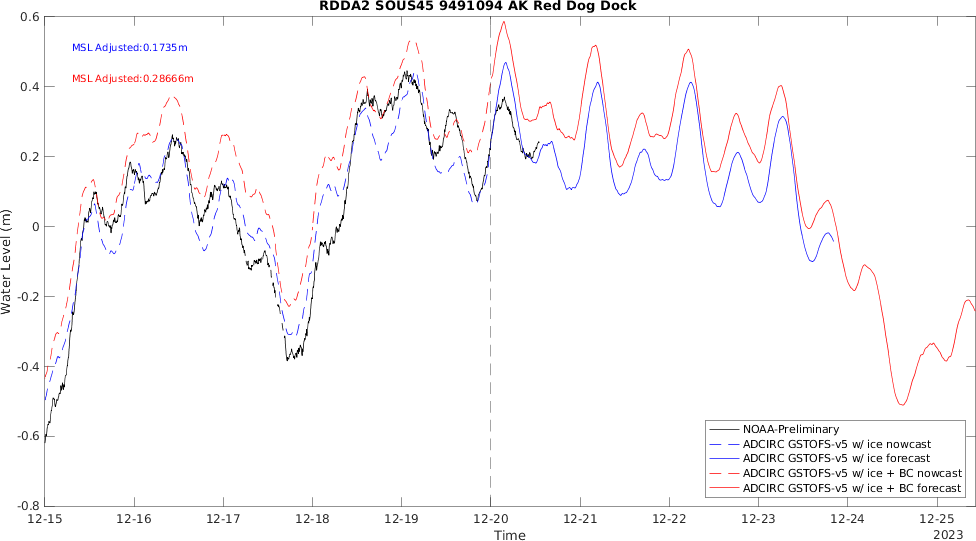 RDDA2 SOUS45 9491094 AK Red Dog Dock
MSL Adjusted:0.1735m
MSL Adjusted:0.28666m
Water Level (m)
0.6
0.4
0.2
0
-0.2
-0.4
-0.6
-0.8
NOAA-Preliminary
ADCIRC GSTOFS-v5 w/ ice nowcast
ADCIRC GSTOFS-v5 w/ ice forecast
ADCIRC GSTOFS-v5 w/ ice + BC nowcast
ADCIRC GSTOFS-v5 w/ ice + BC forecast
12-15 12-16 12-17 12-18 12-19 12-20 12-21 12-22 12-23 12-24 12-25
Time
2023